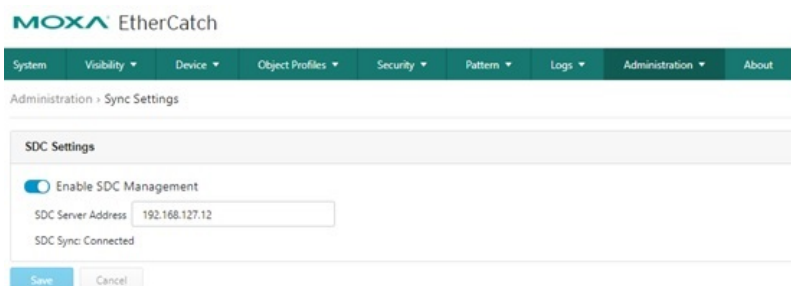 MOXA EtherCatch
System Visibility Device Object Profiles Security Pattern Logs Administration About
Administration › Sync Settings
SDC Settings
Enable SDC Management
SDC Server Address 192.168.127.12
SDC Sync: Connected
Save Cancel